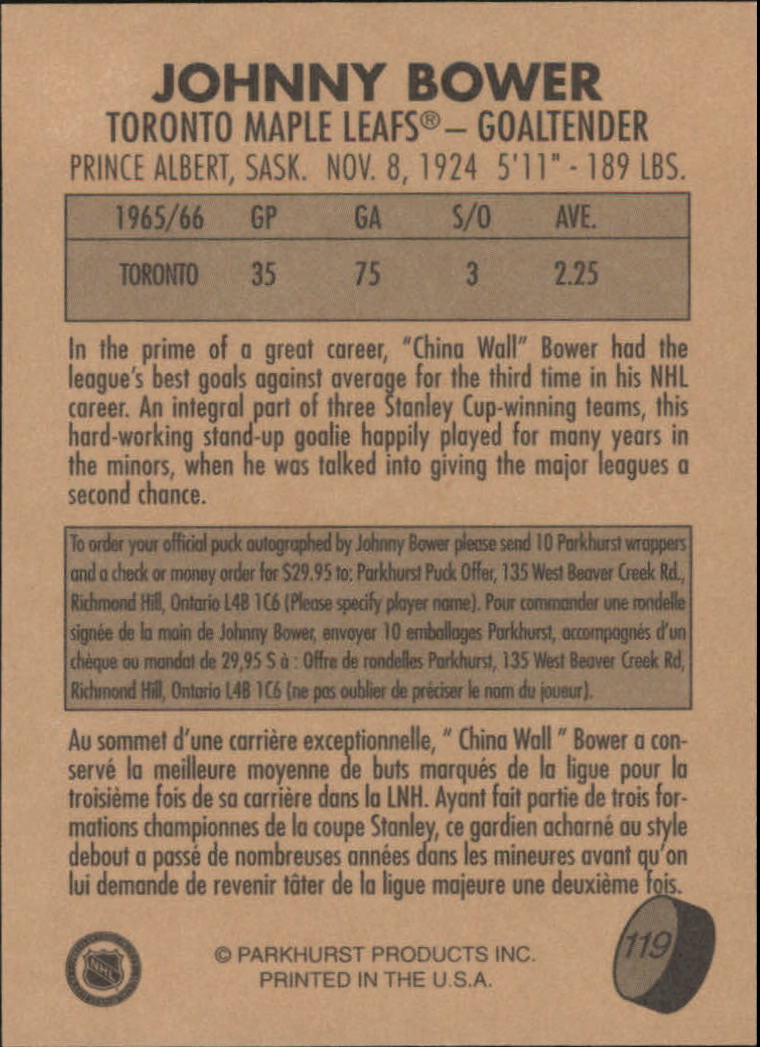 JOHNNY BOWER
TORONTO MAPLE LEAFS® – GOALTENDER
PRINCE ALBERT, SASK. NOV. 8, 1924 5'11" - 189 LBS.
1965/66 GP GA S/O AVE.
TORONTO 35 75 3 2.25
In the prime of a great career, "China Wall" Bower had the
league's best goals against average for the third time in his NHL
career. An integral part of three Stanley Cup-winning teams, this
hard-working stand-up goalie happily played for many years in
the minors, when he was talked into giving the major leagues a
second chance.
To order your official puck autographed by Johnny Bower please send 10 Parkhurst wrappers
and a check or money order for $29.95 to: Parkhurst Puck Offer, 135 West Beaver Creek Rd.,
Richmond Hill, Ontario L4B 1C6 (Please specify player name). Pour commander une rondelle
signée de la main de Johnny Bower, envoyer 10 emballages Parkhurst, accompagnés d'un
chèque ou mandat de 29,95 $ à : Offre de rondelles Parkhurst, 135 West Beaver Creek Rd,
Richmond Hill, Ontario L4B 1C6 (ne pas oublier de préciser le nom du joueur).
Au sommet d'une carrière exceptionnelle, " China Wall " Bower a con-
servé la meilleure moyenne de buts marqués de la ligue pour la
troisième fois de sa carrière dans la LNH. Ayant fait partie de trois for-
mations championnes de la coupe Stanley, ce gardien acharné au style
debout a passé de nombreuses années dans les mineures avant qu'on
lui demande de revenir tâter de la ligue majeure une deuxième fois.
119
NHL
© PARKHURST PRODUCTS INC.
PRINTED IN THE U.S.A.